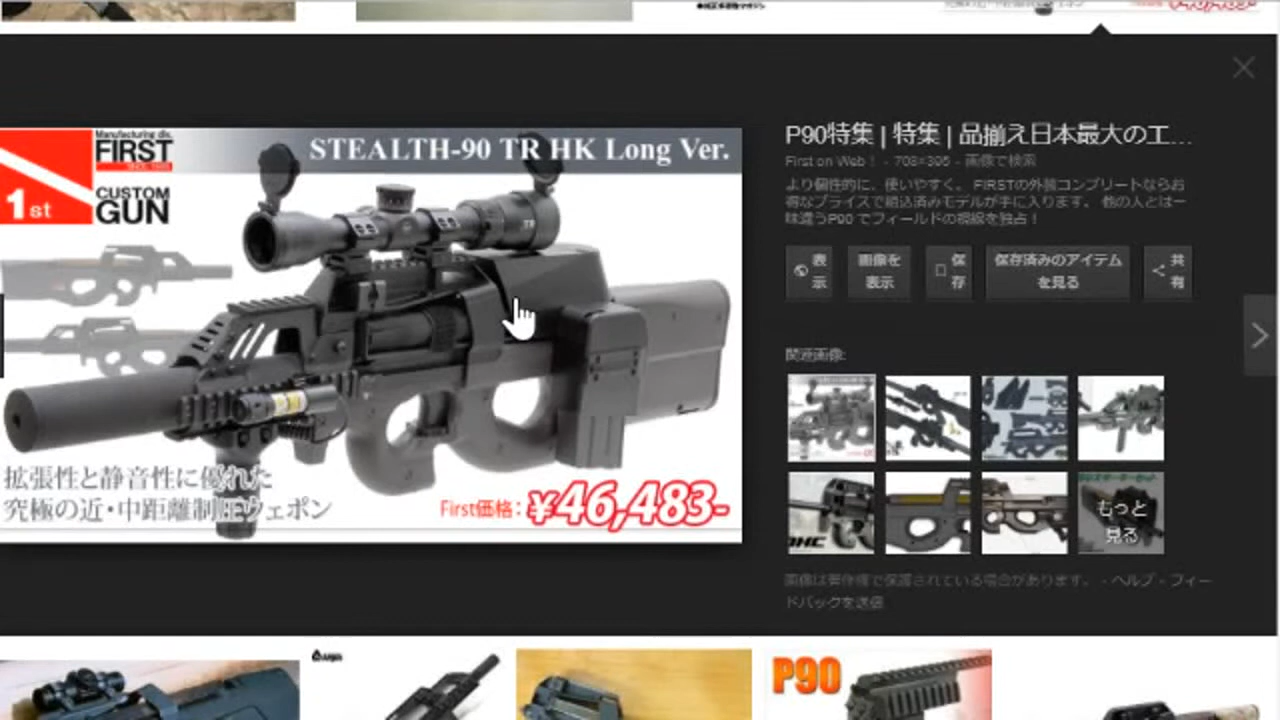 Manufacturing div.
FIRST
1st
CUSTOM
GUN
STEALTH-90 TR HK Long Ver.
拡張性と静音性に優れた
究極の近・中距離制圧ウェポン
First価格:¥46,483-
P90特集 | 特集 | 品揃え日本最大のエ...
First on Web! - 708×395 - 画像で検索
より個性的に、使いやすく。 FIRSTの外装コンプリートならお
得なプライスで組込済みモデルが手に入ります。 他の人とは一
味違うP90 でフィールドの視線を独占！
表
示
画像を
表示
保
存
保存済みのアイテム
を見る
共
有
関連画像:
もっと
見る
画像は著作権で保護されている場合があります。 - ヘルプ - フィー
ドバックを送信
P90